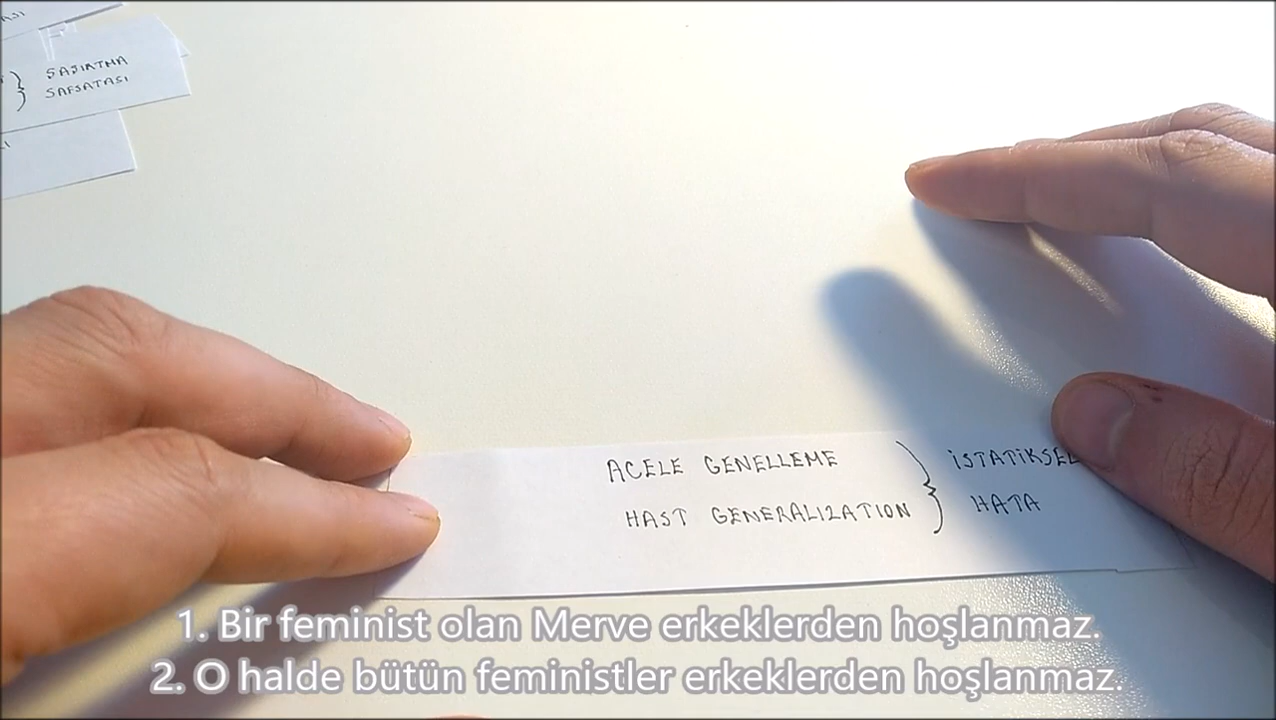 ŞAŞIRTMA
SAFSATASI
ACELE GENELLEME
HAST GENERALIZATION
İSTATİKSEL
HATA
1. Bir feminist olan Merve erkeklerden hoşlanmaz.
2. O halde bütün feministler erkeklerden hoşlanmaz.